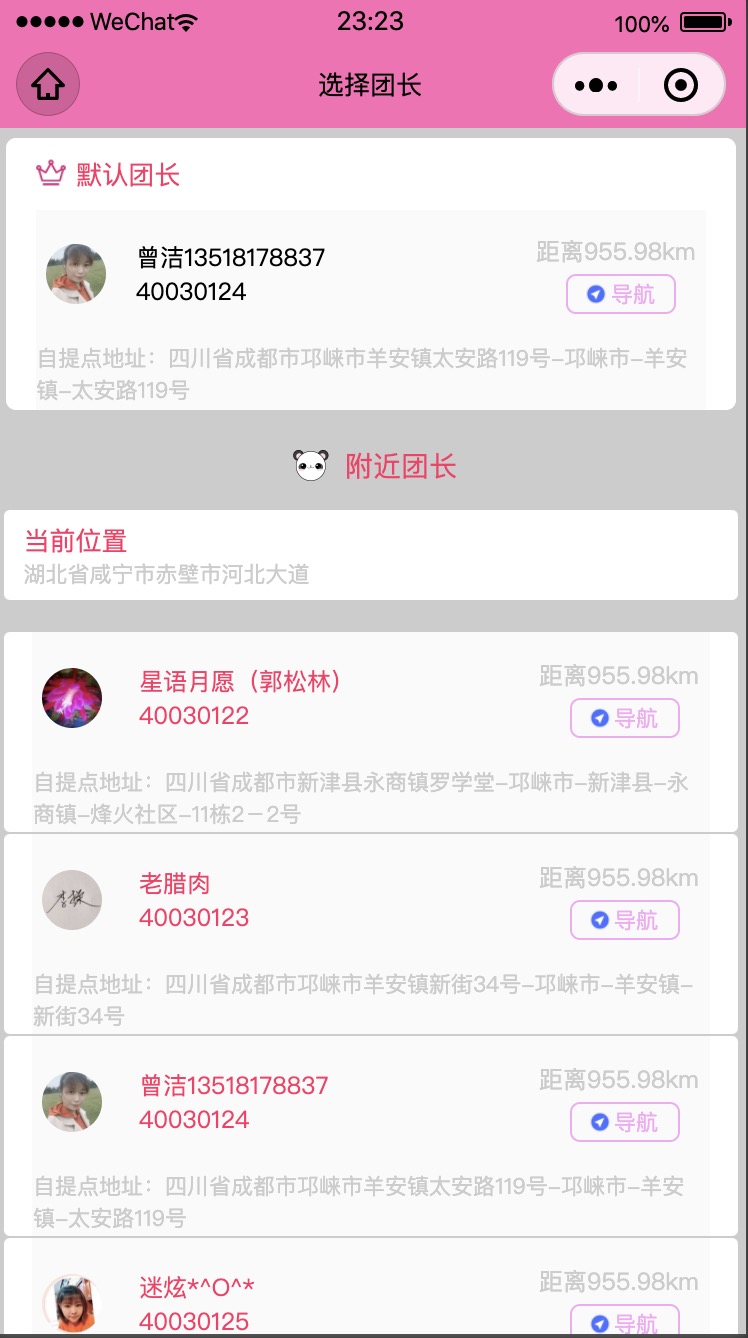 WeChat 23:23 100%
选择团长
默认团长
曾洁13518178837 距离955.98km
40030124 导航
自提点地址：四川省成都市邛崃市羊安镇太安路119号–邛崃市–羊安
镇–太安路119号
附近团长
当前位置
湖北省咸宁市赤壁市河北大道
星语月愿（郭松林） 距离955.98km
40030122 导航
自提点地址：四川省成都市新津县永商镇罗学堂–邛崃市–新津县–永
商镇–烽火社区–11栋2－2号
老腊肉 距离955.98km
40030123 导航
自提点地址：四川省成都市邛崃市羊安镇新街34号–邛崃市–羊安镇–
新街34号
曾洁13518178837 距离955.98km
40030124 导航
自提点地址：四川省成都市邛崃市羊安镇太安路119号–邛崃市–羊安
镇–太安路119号
迷炫*^O^* 距离955.98km
40030125 导航